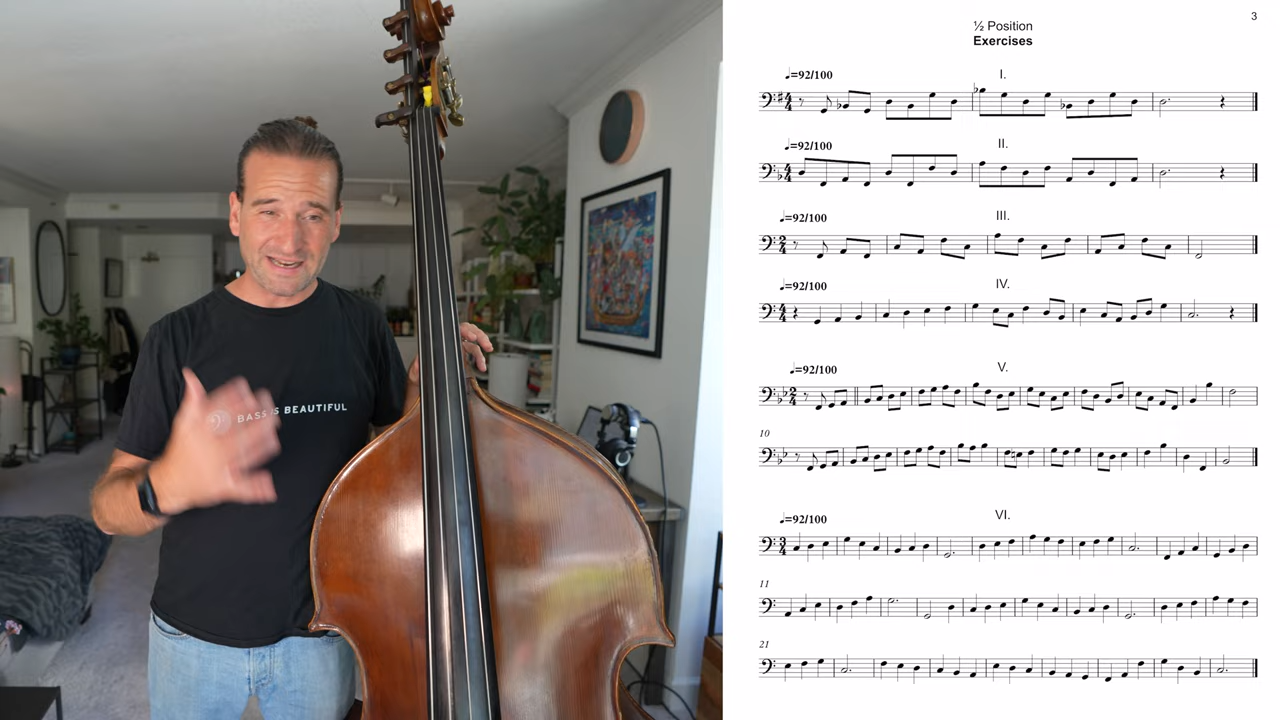 BASS IS BEAUTIFUL
3
½ Position
Exercises
♩=92/100
I.
♩=92/100
II.
♩=92/100
III.
♩=92/100
IV.
♩=92/100
V.
10
♩=92/100
VI.
11
21